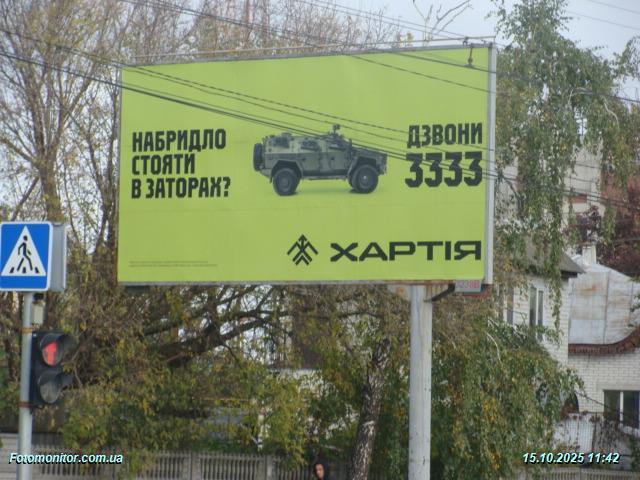 НАБРИДЛО
СТОЯТИ
В ЗАТОРАХ?
ДЗВОНИ
3333
ХАРТІЯ
Fotomonitor.com.ua
15.10.2025 11:42